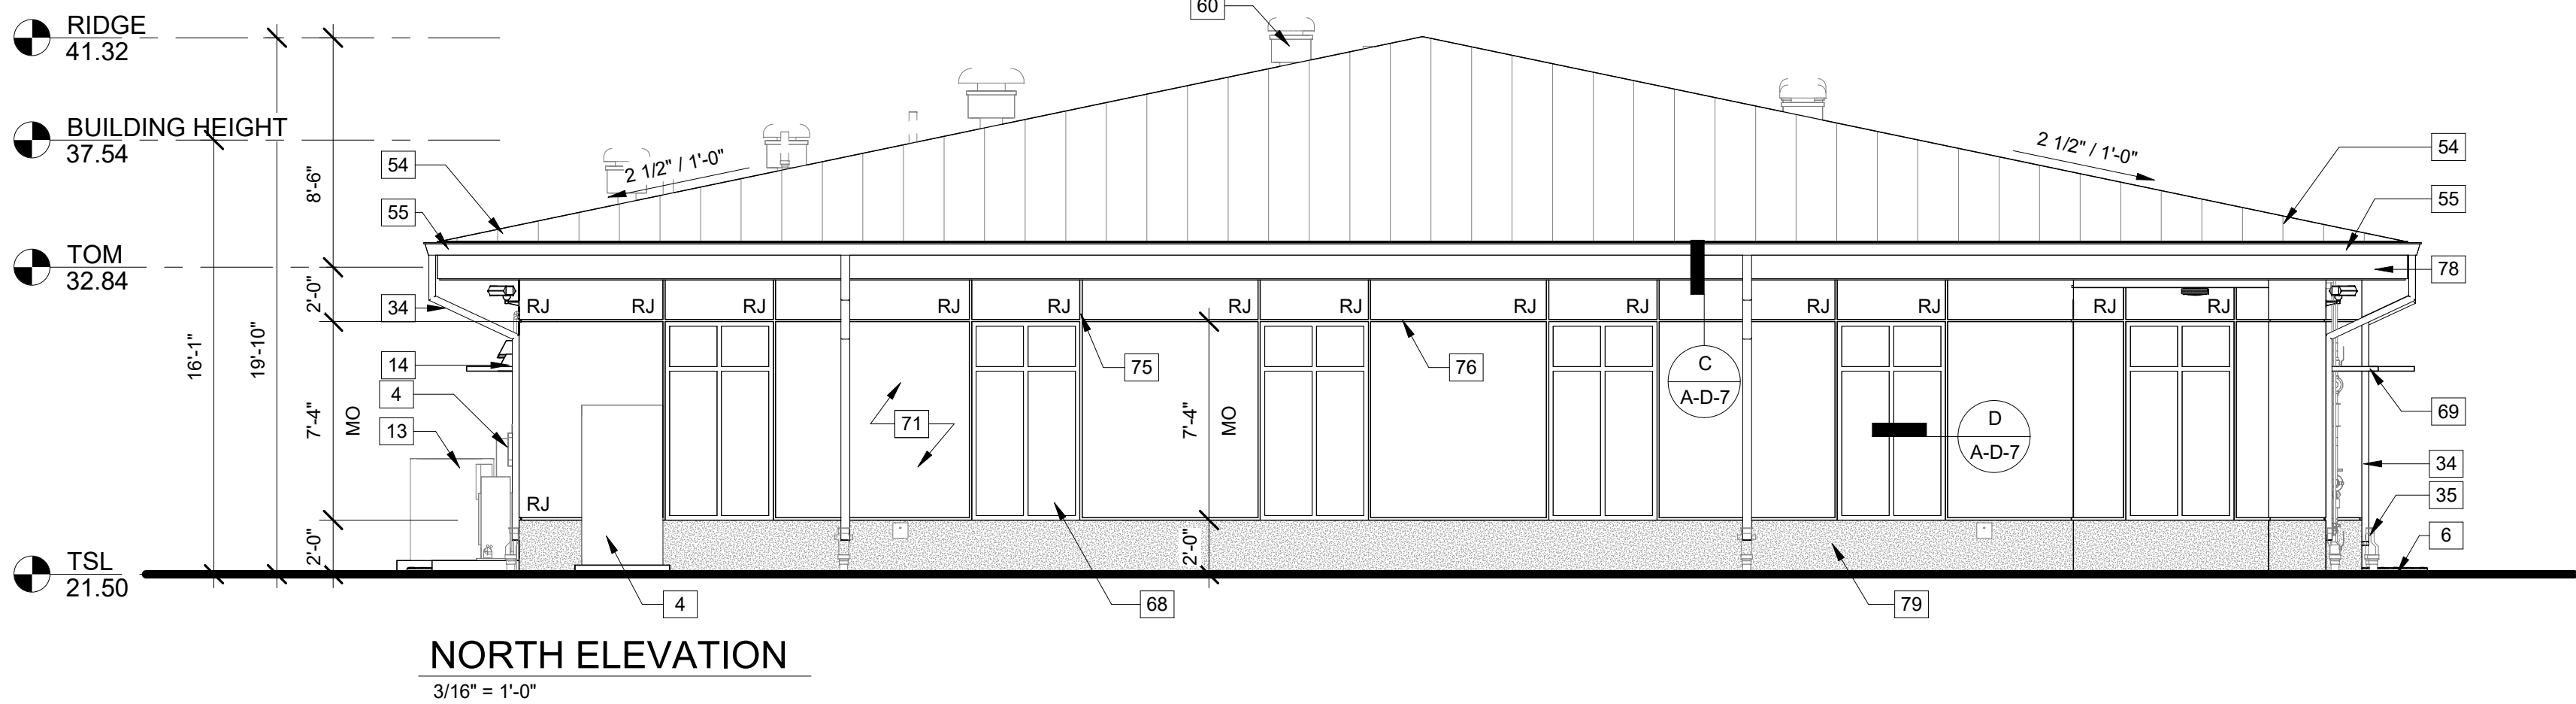 60
RIDGE
41.32
BUILDING HEIGHT
37.54
2 1/2" / 1'-0"
2 1/2" / 1'-0"
54
54
8'-6"
55
55
TOM
32.84
78
2'-0"
34
RJ RJ RJ RJ RJ RJ RJ RJ RJ RJ RJ RJ
16'-1"
19'-10"
14
75
76
C
A-D-7
4
69
7'-4"
MO
71
7'-4"
MO
D
A-D-7
13
34
RJ
35
2'-0"
2'-0"
6
TSL
21.50
4
68
79
NORTH ELEVATION
3/16" = 1'-0"